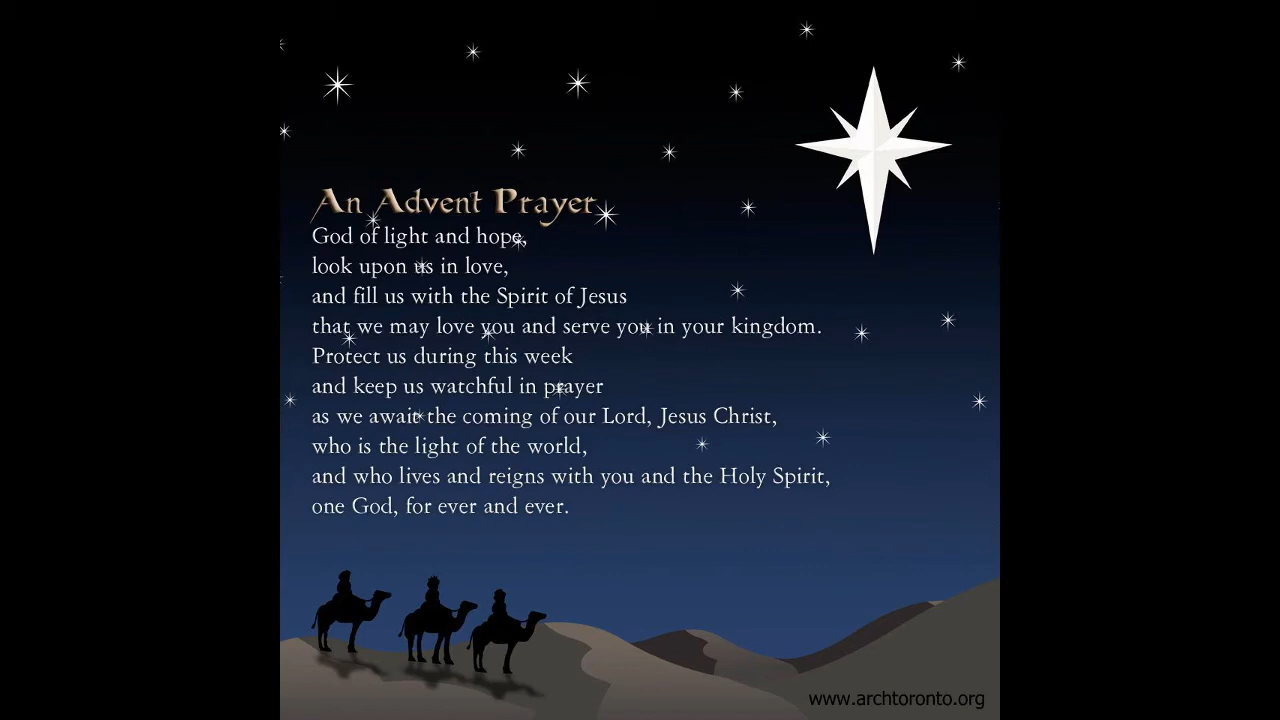 An Advent Prayer
God of light and hope,
look upon us in love,
and fill us with the Spirit of Jesus
that we may love you and serve you in your kingdom.
Protect us during this week
and keep us watchful in prayer
as we await the coming of our Lord, Jesus Christ,
who is the light of the world,
and who lives and reigns with you and the Holy Spirit,
one God, for ever and ever.
www.archtoronto.org